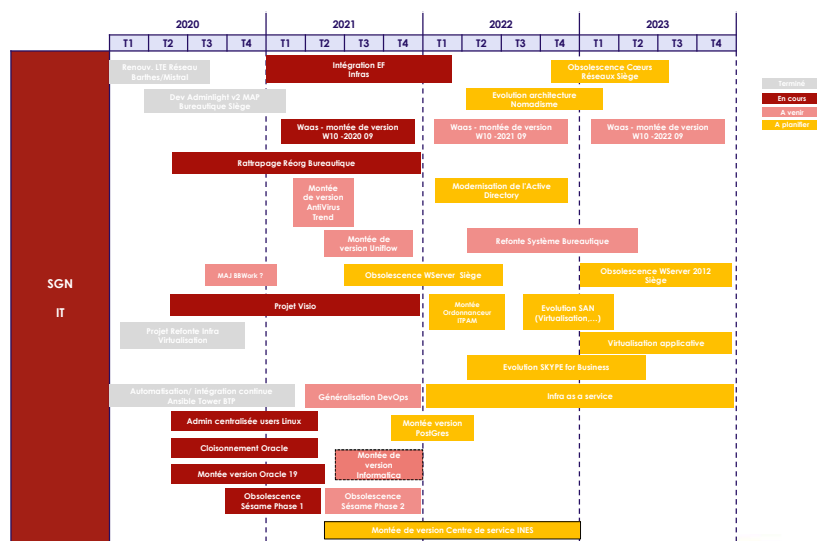 2020
2021
2022
2023
T1
T2
T3
T4
T1
T2
T3
T4
T1
T2
T3
T4
T1
T2
T3
T4
Renouv. LTE Réseau
Barthes/Mistral
Intégration EF
Infras
Obsolescence Cœurs
Réseaux Siège
Terminé
En cours
A venir
A planifier
Dev Adminlight v2 MAP
Bureautique Siège
Evolution architecture
Nomadisme
Waas - montée de version
W10 -2020 09
Waas - montée de version
W10 -2021 09
Waas - montée de version
W10 -2022 09
Rattrapage Réorg Bureautique
Montée
de version
AntiVirus
Trend
Modernisation de l'Active
Directory
Montée de
version Uniflow
Refonte Système Bureautique
SGN
IT
MAJ BBWork ?
Obsolescence WServer Siège
Obsolescence WServer 2012
Siège
Projet Visio
Montée
Ordonnanceur
ITPAM
Evolution SAN
(Virtualisation,...)
Projet Refonte Infra
Virtualisation
Virtualisation applicative
Evolution SKYPE for Business
Automatisation/ intégration continue
Ansible Tower BTP
Généralisation DevOps
Infra as a service
Admin centralisée users Linux
Montée version
PostGres
Cloisonnement Oracle
Montée de
version
Informatica
Montée version Oracle 19
Obsolescence
Sésame Phase 1
Obsolescence
Sésame Phase 2
Montée de version Centre de service INES